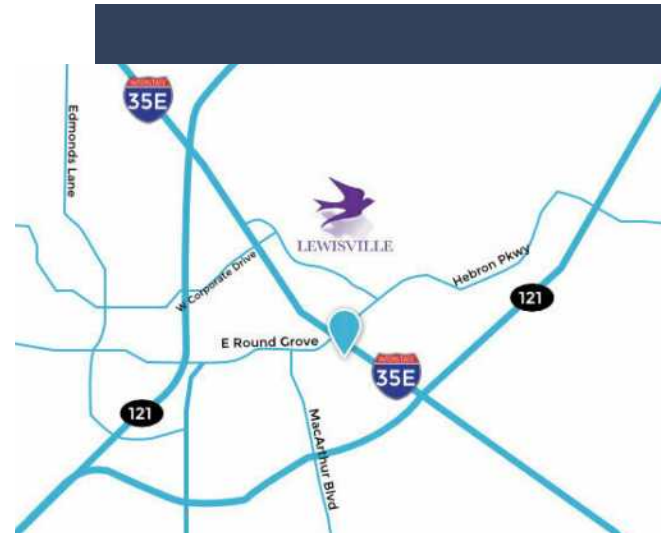 INTERSTATE
35E
Edmonds Lane
LEWISVILLE
Hebron Pkwy
W Corporate Drive
121
E Round Grove
INTERSTATE
35E
121
MacArthur Blvd